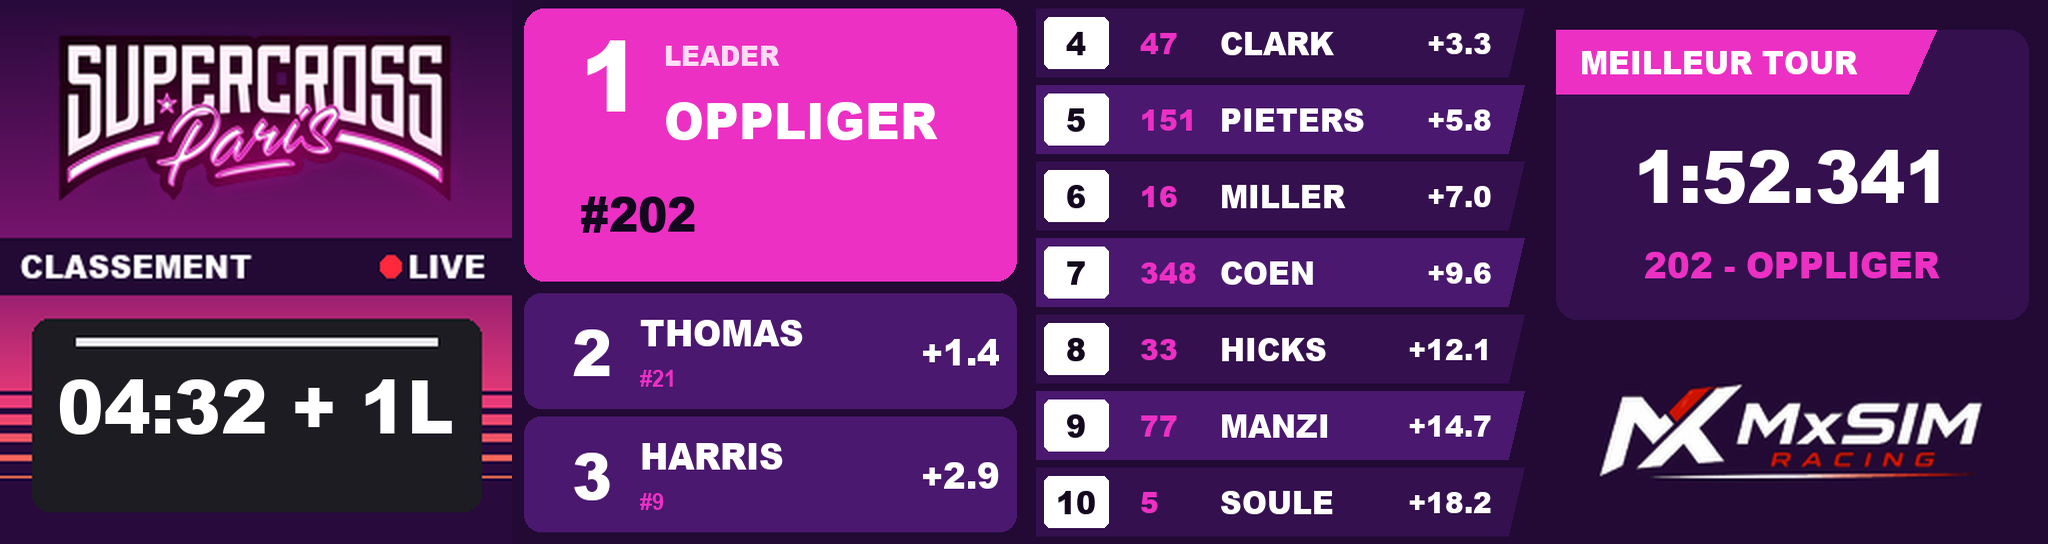 SUPERCROSS
Paris
CLASSEMENT LIVE
04:32 + 1L
1 LEADER
OPPLIGER
#202
2 THOMAS +1.4
#21
3 HARRIS +2.9
#9
4 47 CLARK +3.3
5 151 PIETERS +5.8
6 16 MILLER +7.0
7 348 COEN +9.6
8 33 HICKS +12.1
9 77 MANZI +14.7
10 5 SOULE +18.2
MEILLEUR TOUR
1:52.341
202 - OPPLIGER
MxSIM
RACING